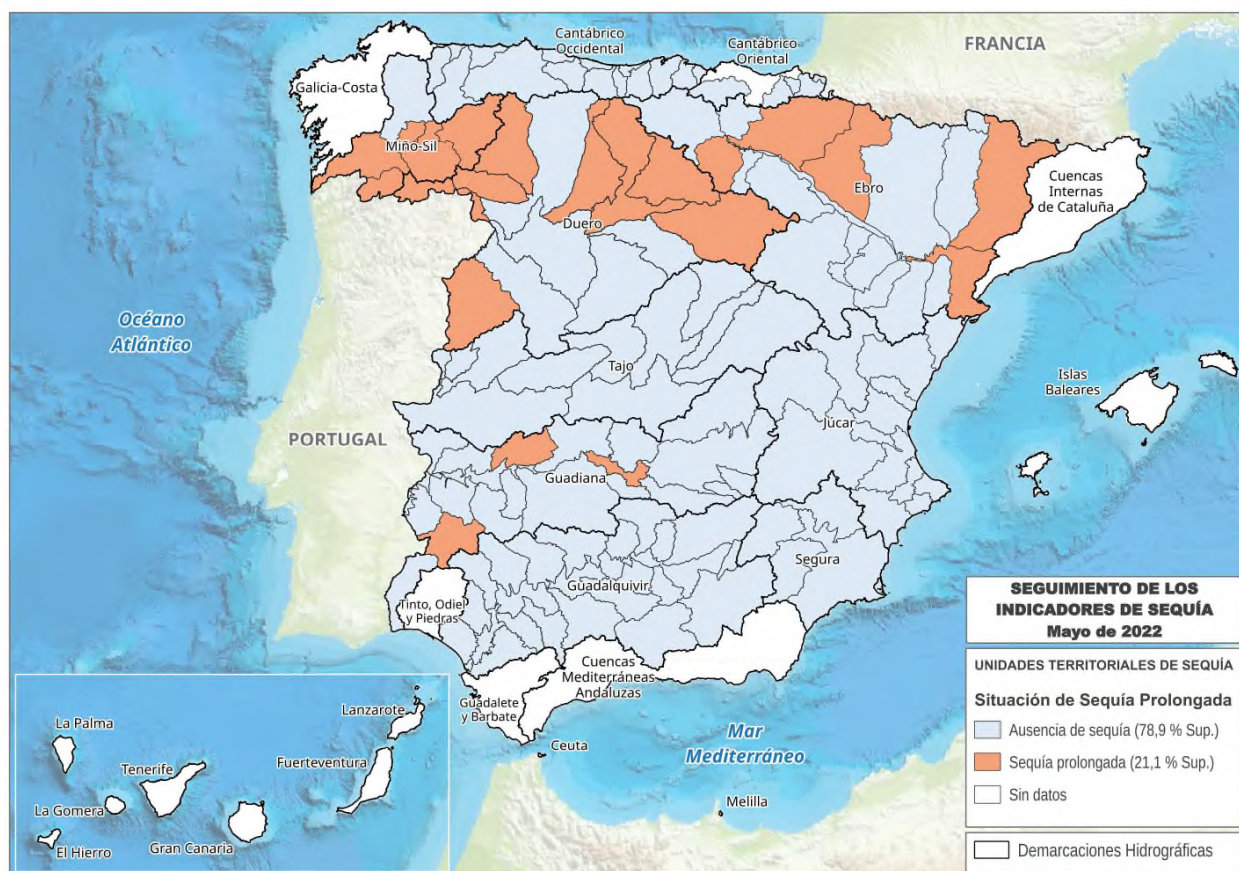 Cantábrico
Occidental
Cantábrico
Oriental
FRANCIA
Galicia-Costa
Miño-Sil
Ebro
Cuencas
Internas
de Cataluña
Duero
Océano
Atlántico
Tajo
Islas
Baleares
PORTUGAL
Júcar
Guadiana
Segura
Guadalquivir
Tinto, Odiel
y Piedras
Cuencas
Mediterráneas
Andaluzas
Guadalete
y Barbate
Ceuta
Mar
Mediterráneo
Melilla
La Palma
Lanzarote
Tenerife
Fuerteventura
La Gomera
El Hierro
Gran Canaria
SEGUIMIENTO DE LOS
INDICADORES DE SEQUÍA
Mayo de 2022
UNIDADES TERRITORIALES DE SEQUÍA
Situación de Sequía Prolongada
Ausencia de sequía (78,9 % Sup.)
Sequía prolongada (21,1 % Sup.)
Sin datos
Demarcaciones Hidrográficas